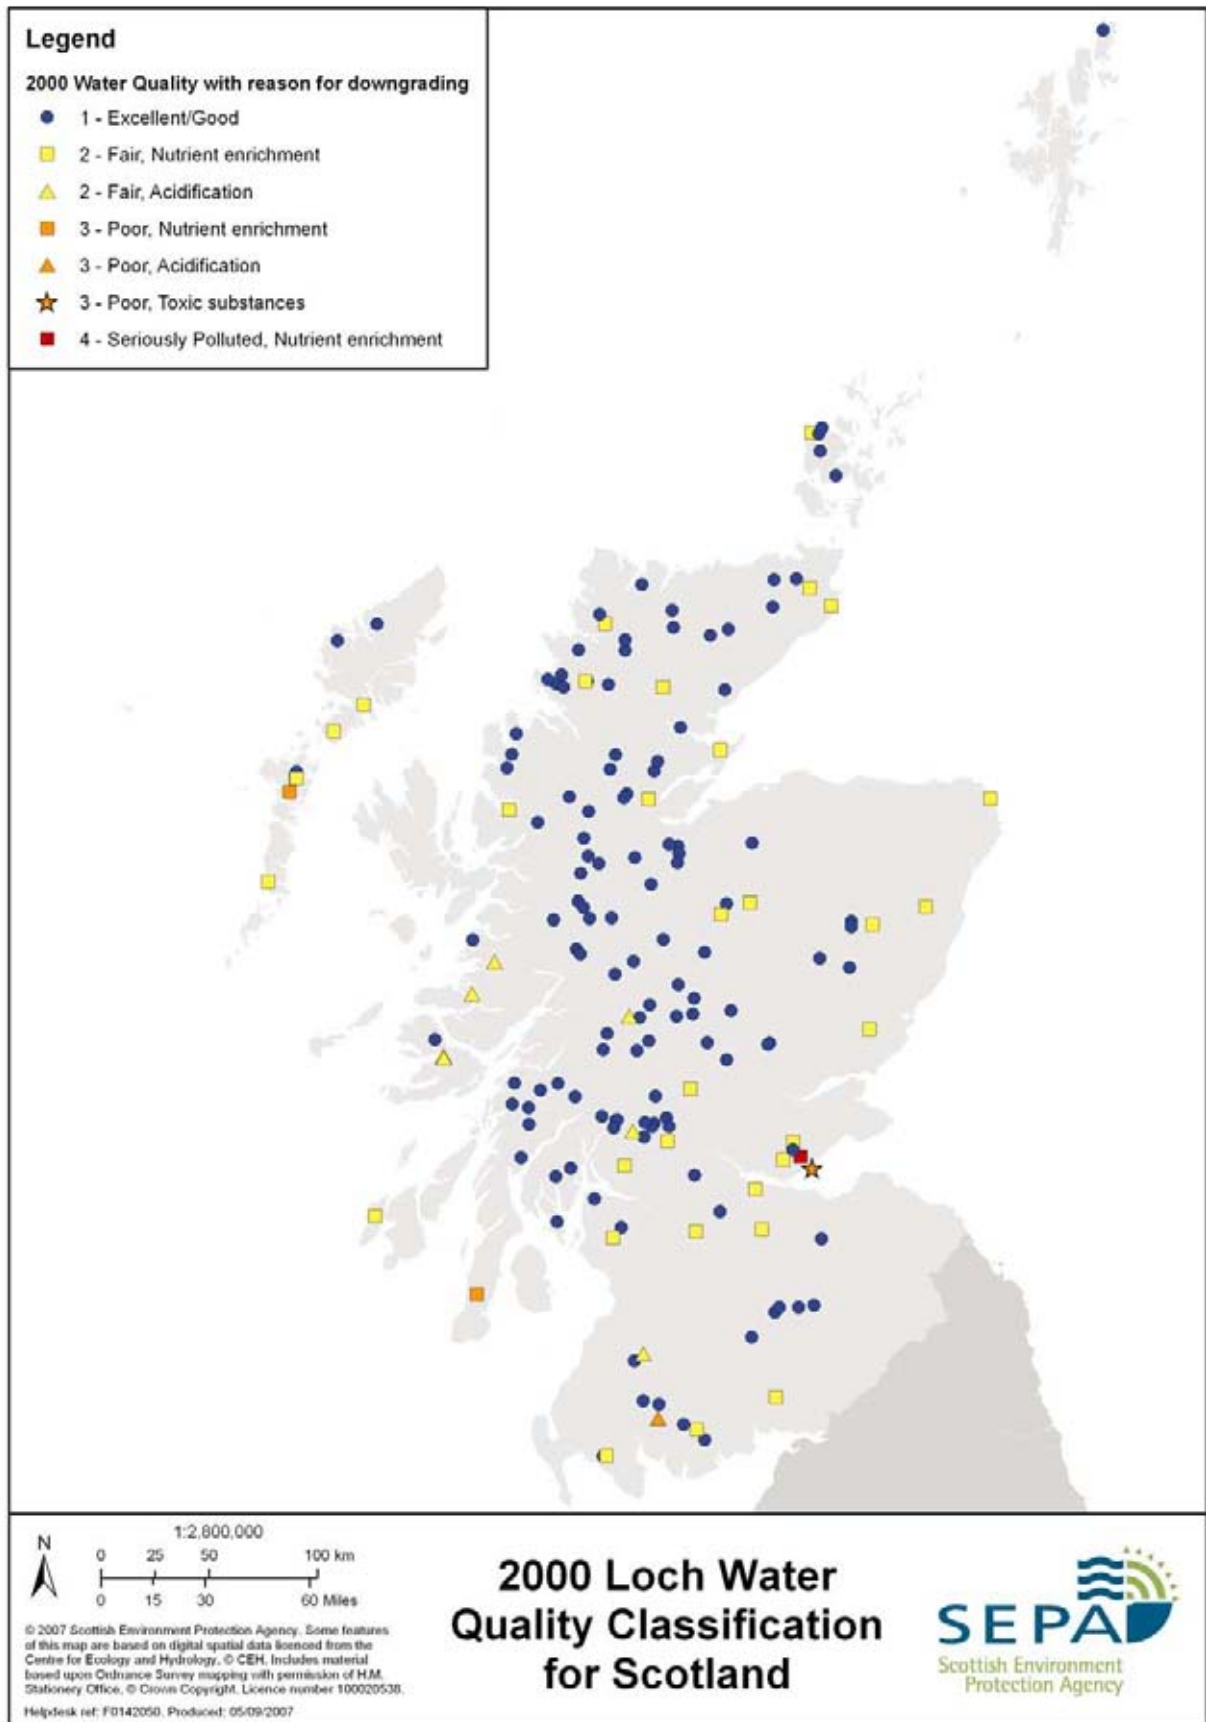 Legend
2000 Water Quality with reason for downgrading
1 - Excellent/Good
2 - Fair, Nutrient enrichment
2 - Fair, Acidification
3 - Poor, Nutrient enrichment
3 - Poor, Acidification
3 - Poor, Toxic substances
4 - Seriously Polluted, Nutrient enrichment
N
1:2,800,000
0 25 50 100 km
0 15 30 60 Miles
© 2007 Scottish Environment Protection Agency. Some features
of this map are based on digital spatial data licenced from the
Centre for Ecology and Hydrology, © CEH. Includes material
based upon Ordnance Survey mapping with permission of H.M.
Stationery Office, © Crown Copyright. Licence number 100020538.
Helpdesk ref: F0142050. Produced: 05/09/2007
2000 Loch Water
Quality Classification
for Scotland
SEPA
Scottish Environment
Protection Agency